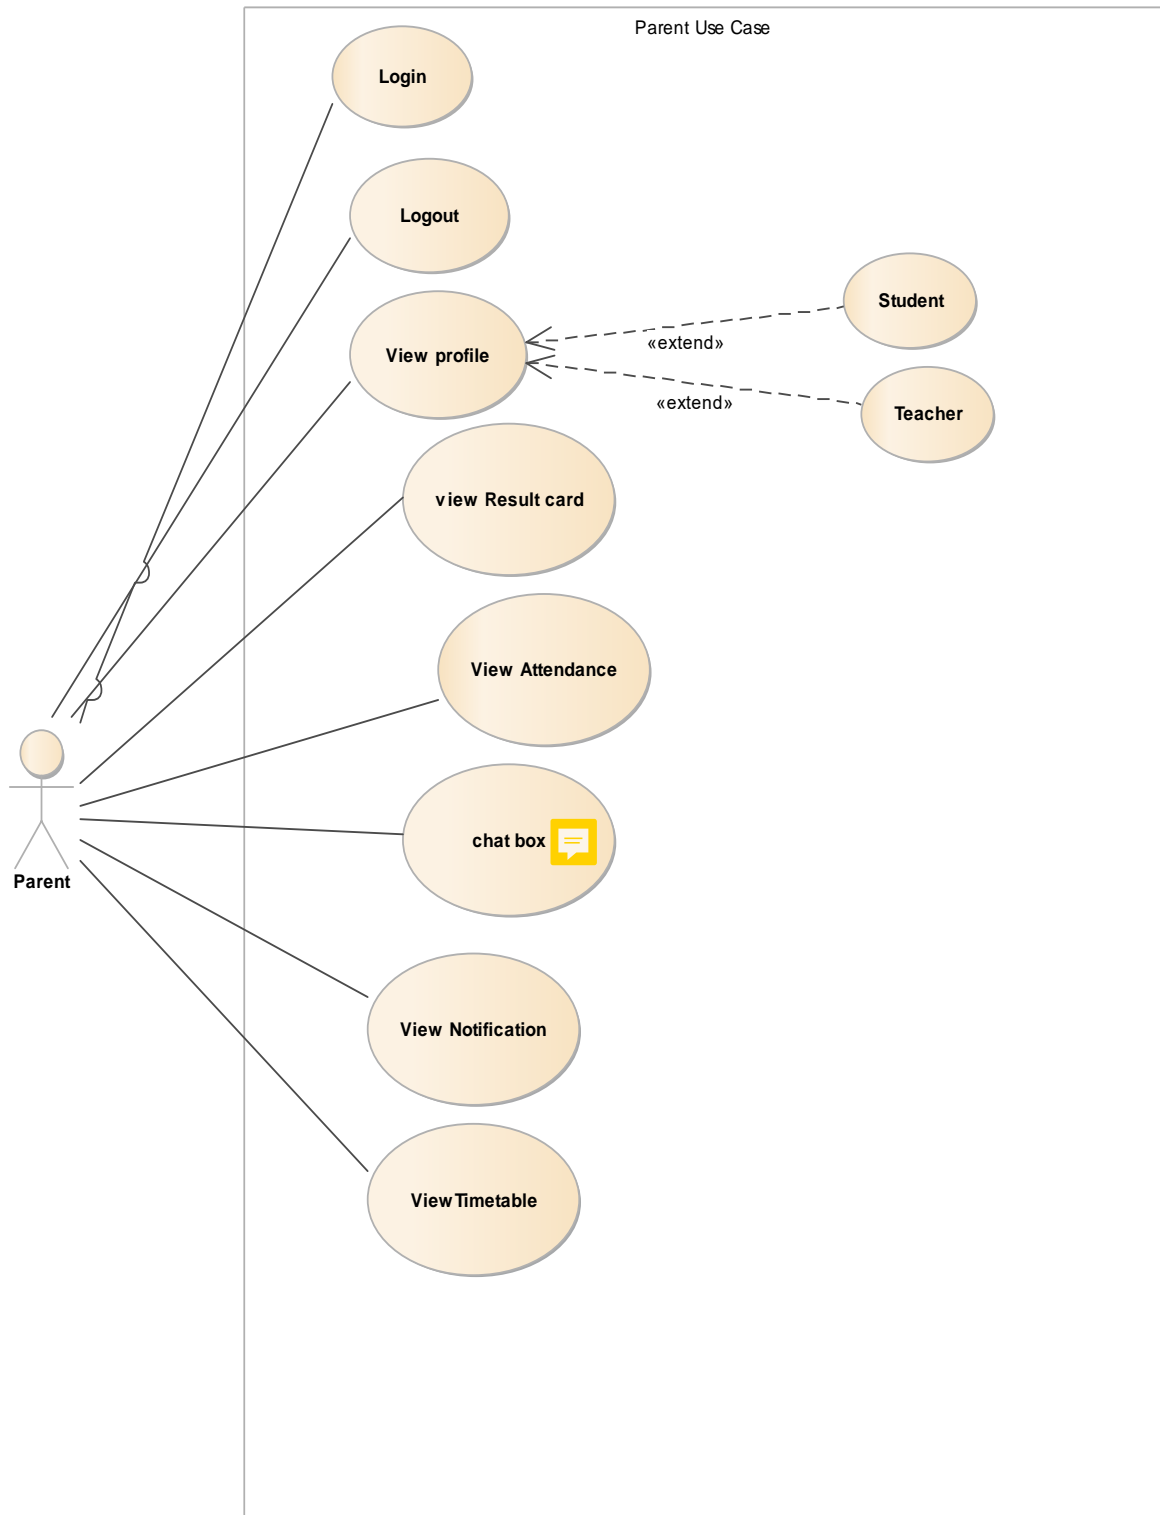 Parent Use Case
Login
Logout
View profile
Student
«extend»
Teacher
«extend»
view Result card
View Attendance
chat box
Parent
View Notification
View Timetable